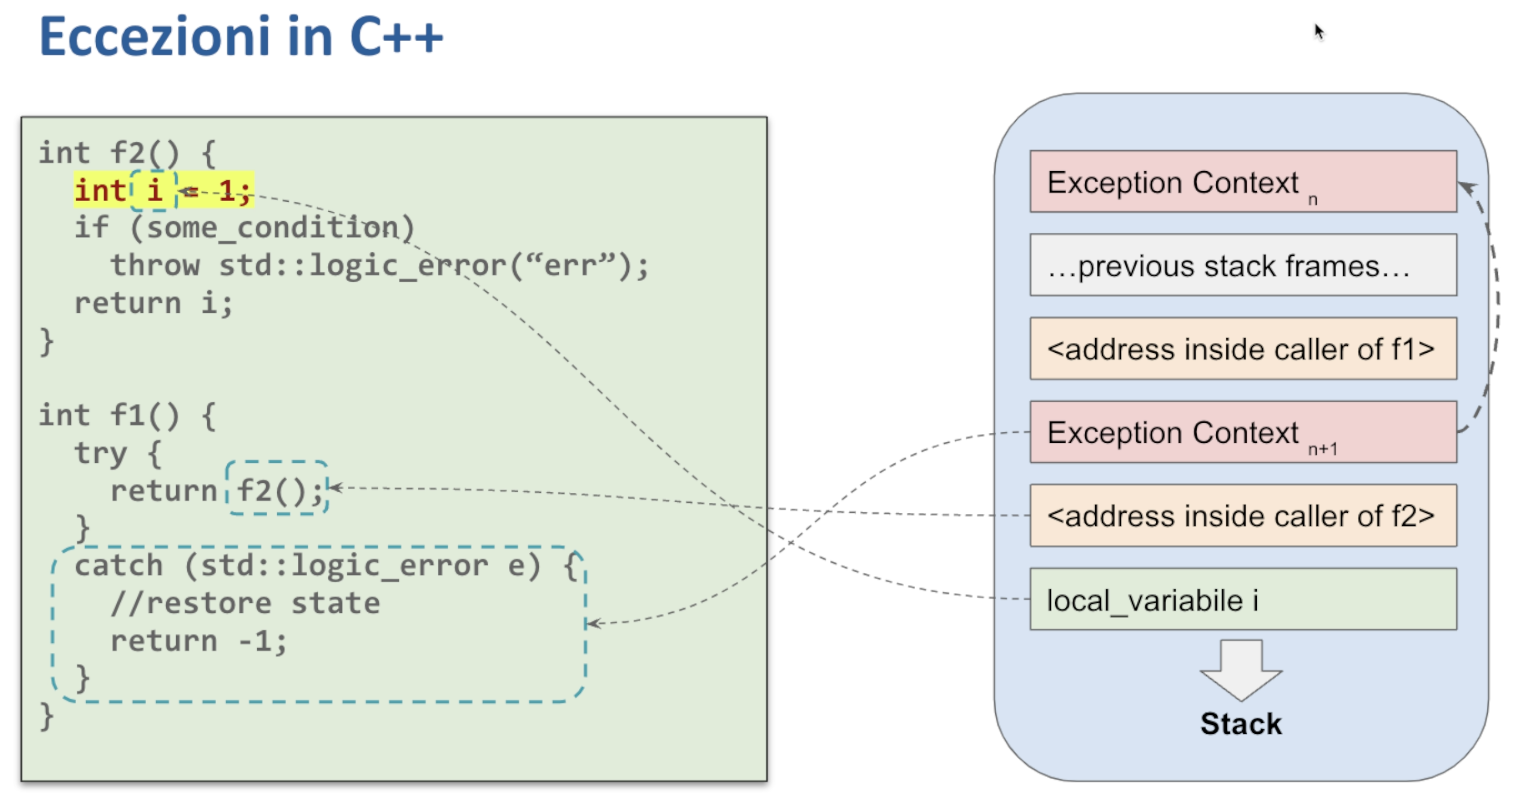 Eccezioni in C++
int f2() {
int i = 1;
if (some_condition)
throw std::logic_error(“err”);
return i;
}
int f1() {
try {
return f2();
}
catch (std::logic_error e) {
//restore state
return -1;
}
}
Exception Context n
...previous stack frames...
<address inside caller of f1>
Exception Context n+1
<address inside caller of f2>
local_variabile i
Stack